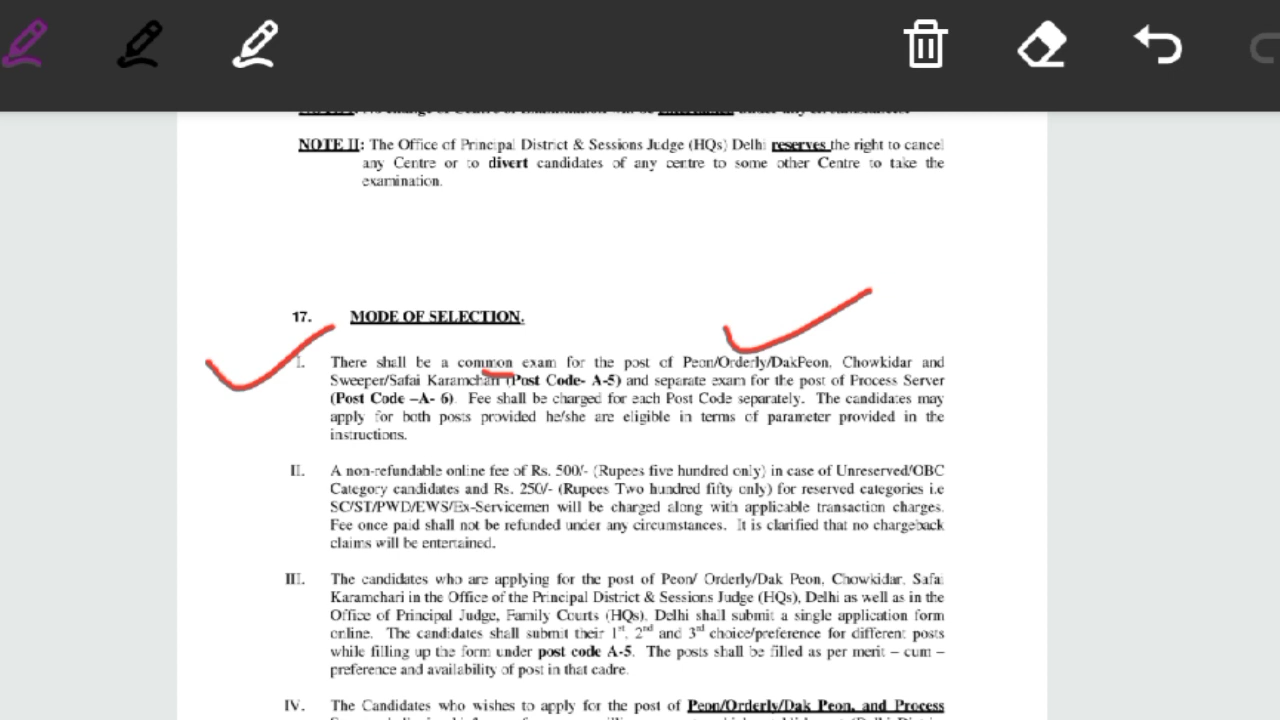 NOTE II: The Office of Principal District & Sessions Judge (HQs) Delhi reserves the right to cancel
any Centre or to divert candidates of any centre to some other Centre to take the
examination.
17. MODE OF SELECTION.
I. There shall be a common exam for the post of Peon/Orderly/DakPeon, Chowkidar and
Sweeper/Safai Karamchari (Post Code- A-5) and separate exam for the post of Process Server
(Post Code –A- 6). Fee shall be charged for each Post Code separately. The candidates may
apply for both posts provided he/she are eligible in terms of parameter provided in the
instructions.
II. A non-refundable online fee of Rs. 500/- (Rupees five hundred only) in case of Unreserved/OBC
Category candidates and Rs. 250/- (Rupees Two hundred fifty only) for reserved categories i.e
SC/ST/PWD/EWS/Ex-Servicemen will be charged along with applicable transaction charges.
Fee once paid shall not be refunded under any circumstances. It is clarified that no chargeback
claims will be entertained.
III. The candidates who are applying for the post of Peon/ Orderly/Dak Peon, Chowkidar, Safai
Karamchari in the Office of the Principal District & Sessions Judge (HQs), Delhi as well as in the
Office of Principal Judge, Family Courts (HQs), Delhi shall submit a single application form
online. The candidates shall submit their 1st, 2nd and 3rd choice/preference for different posts
while filling up the form under post code A-5. The posts shall be filled as per merit – cum –
preference and availability of post in that cadre.
IV. The Candidates who wishes to apply for the post of Peon/Orderly/Dak Peon, and Process